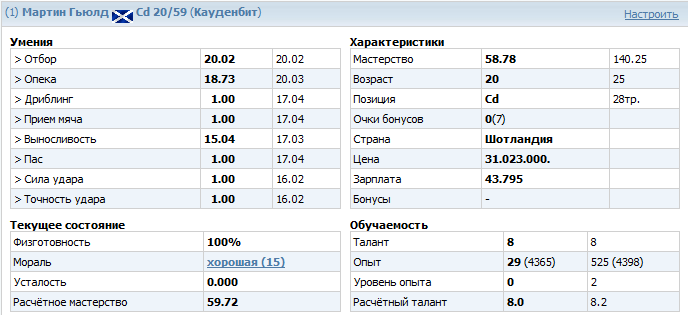 (1) Мартин Гьюлд Cd 20/59 (Кауденбит) Настроить
Умения
> Отбор 20.02 20.02
> Опека 18.73 20.03
> Дриблинг 1.00 17.04
> Прием мяча 1.00 17.04
> Выносливость 15.04 17.03
> Пас 1.00 17.04
> Сила удара 1.00 16.02
> Точность удара 1.00 16.02
Характеристики
Мастерство 58.78 140.25
Возраст 20 25
Позиция Cd 28тр.
Очки бонусов 0(7)
Страна Шотландия
Цена 31.023.000.
Зарплата 43.795
Бонусы -
Текущее состояние
Физготовность 100%
Мораль хорошая (15)
Усталость 0.000
Расчётное мастерство 59.72
Обучаемость
Талант 8 8
Опыт 29 (4365) 525 (4398)
Уровень опыта 0 2
Расчётный талант 8.0 8.2